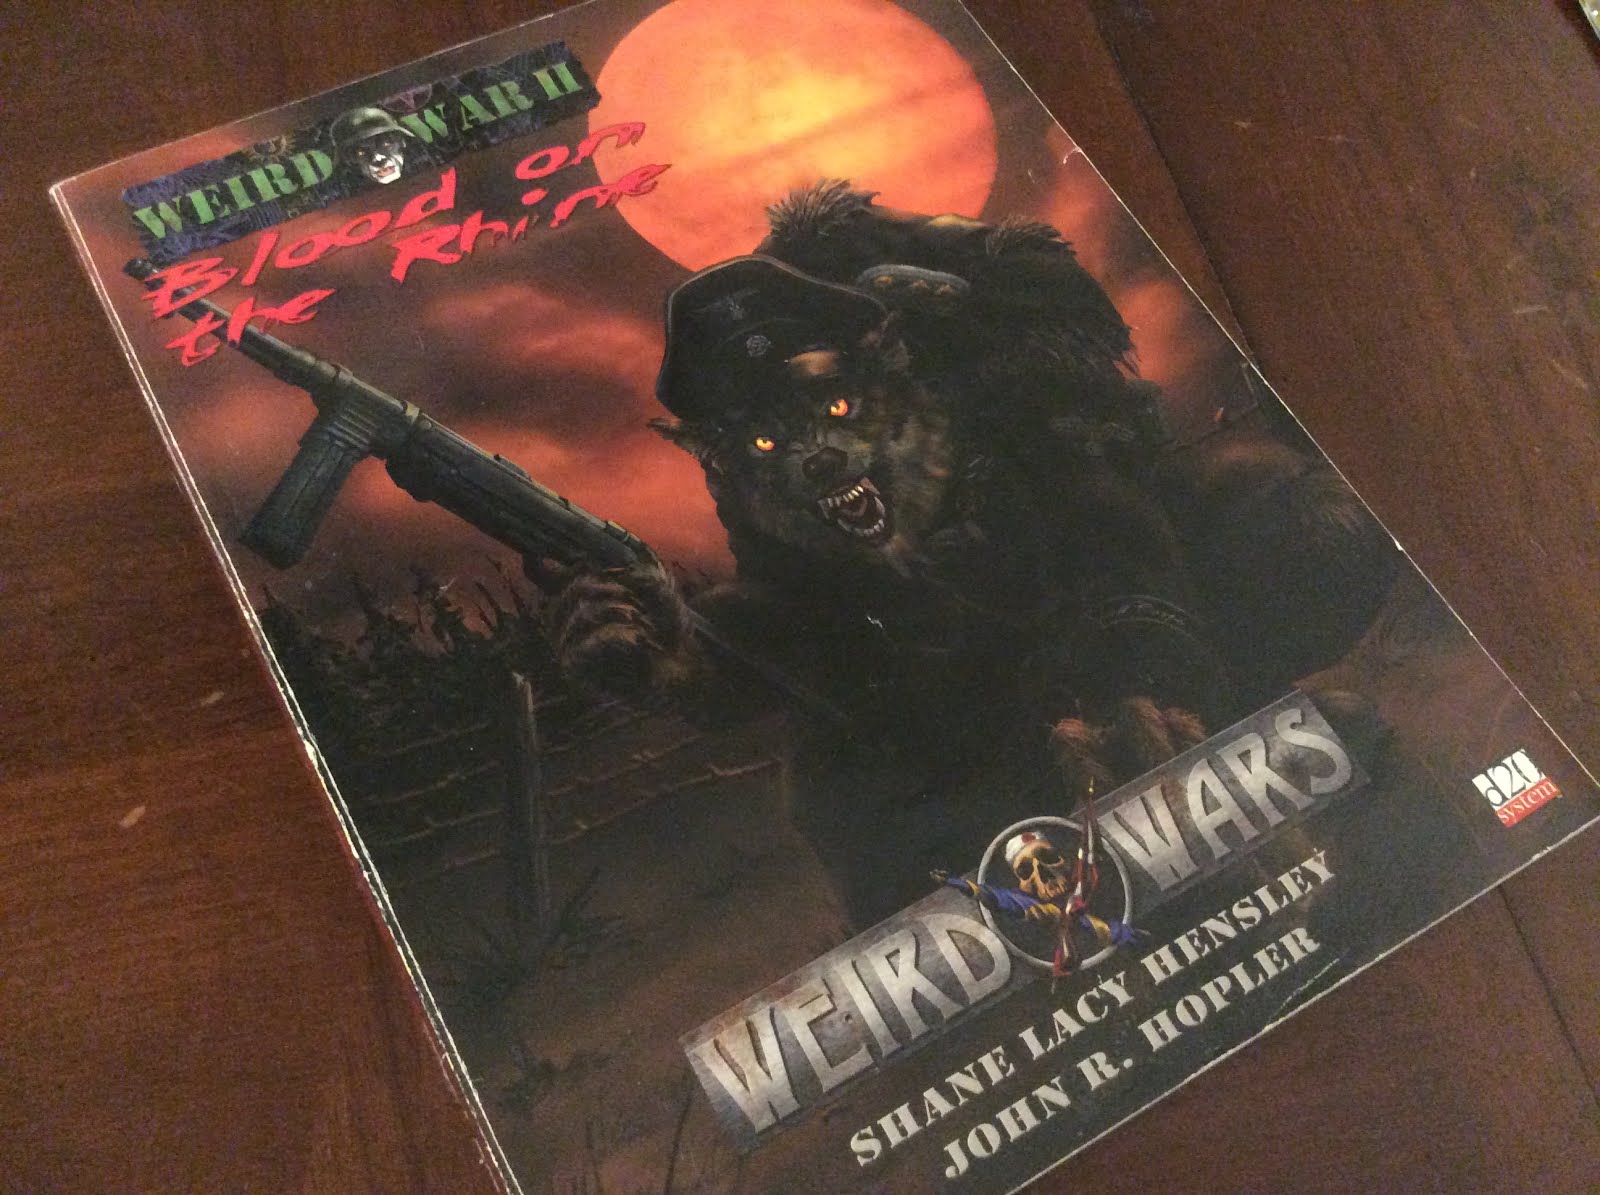 WEIRD WAR II
Blood on
the Rhine
WEIRD WARS
SHANE LACY HENSLEY
JOHN R. HOPLER
d20
system